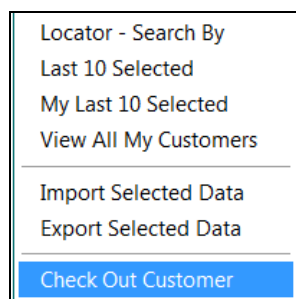 Locator - Search By
Last 10 Selected
My Last 10 Selected
View All My Customers
Import Selected Data
Export Selected Data
Check Out Customer